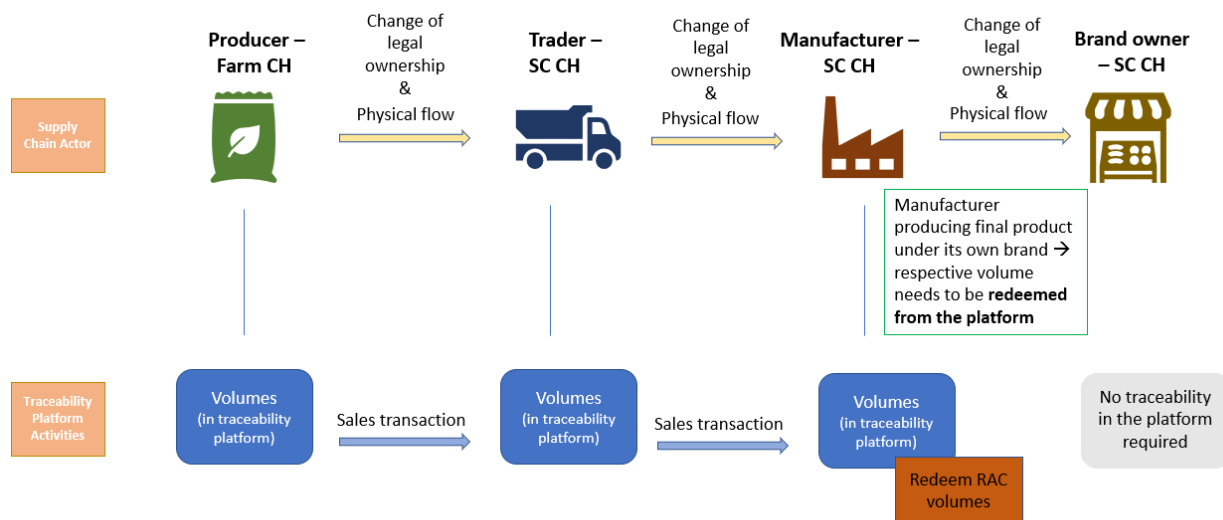 Producer –
Farm CH
Change of
legal
ownership
&
Physical flow
Trader –
SC CH
Change of
legal
ownership
&
Physical flow
Manufacturer –
SC CH
Change of
legal
ownership
&
Physical flow
Brand owner
– SC CH
Supply
Chain Actor
Manufacturer
producing final product
under its own brand →
respective volume
needs to be redeemed
from the platform
Traceability
Platform
Activities
Volumes
(in traceability
platform)
Sales transaction
Volumes
(in traceability
platform)
Sales transaction
Volumes
(in traceability
platform)
Redeem RAC
volumes
No traceability
in the platform
required